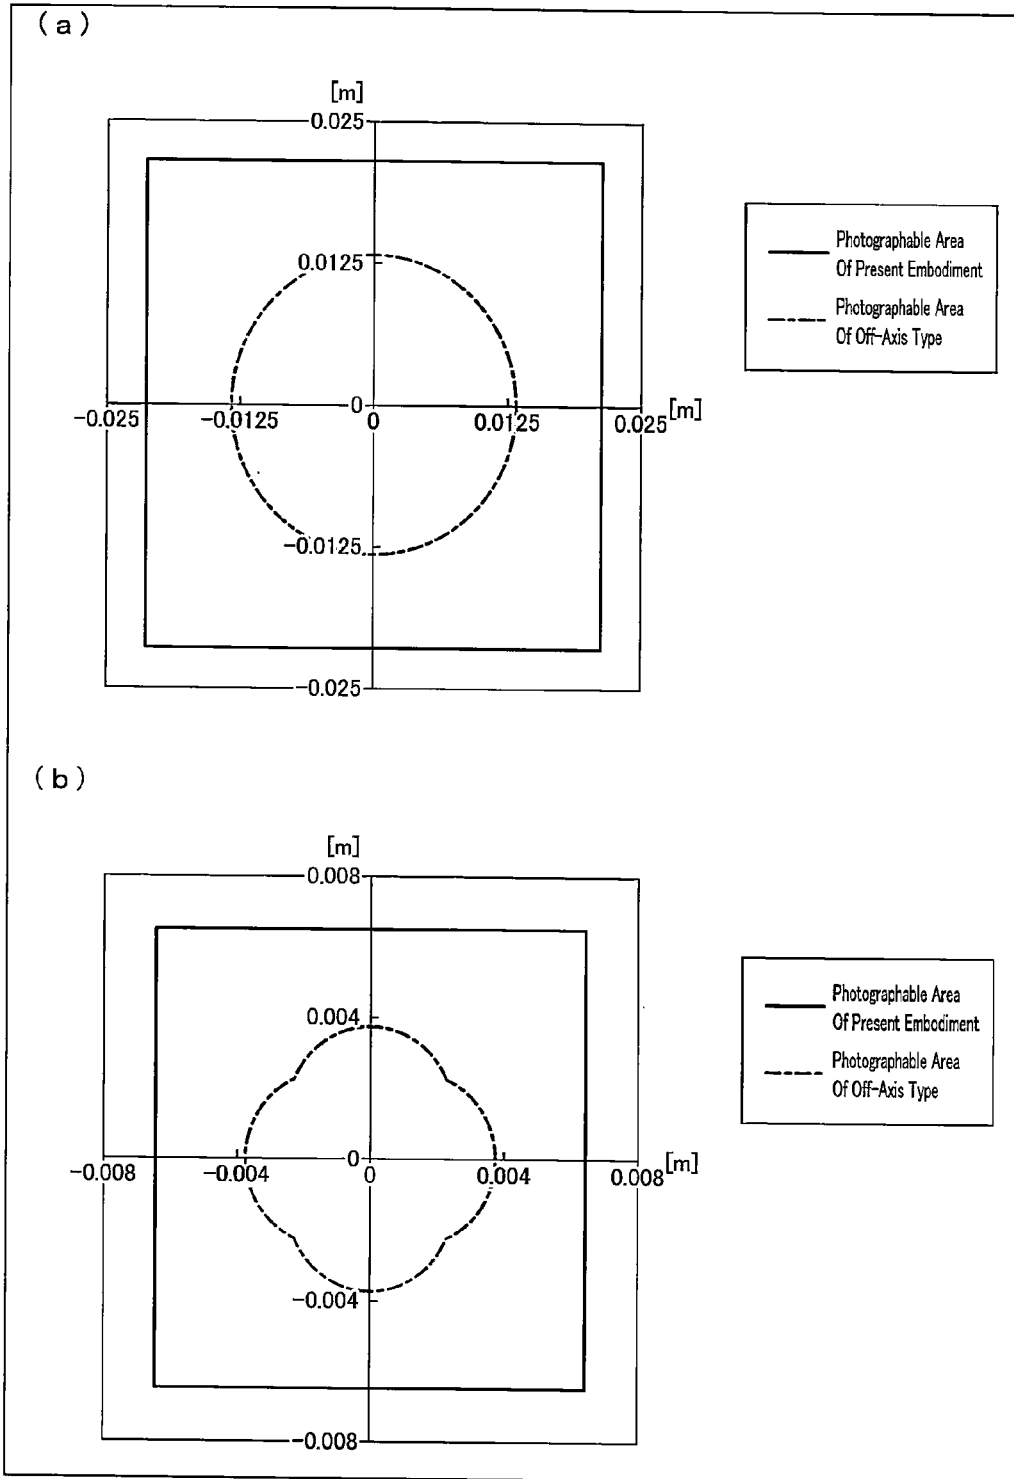 (a)
[m]
0.025
0.0125
0
-0.025
-0.0125
0
0.0125
0.025
[m]
-0.0125
-0.025
Photographable Area
Of Present Embodiment
Photographable Area
Of Off-Axis Type
(b)
[m]
0.008
0.004
0
-0.008
-0.004
0
0.004
0.008
[m]
-0.004
-0.008
Photographable Area
Of Present Embodiment
Photographable Area
Of Off-Axis Type